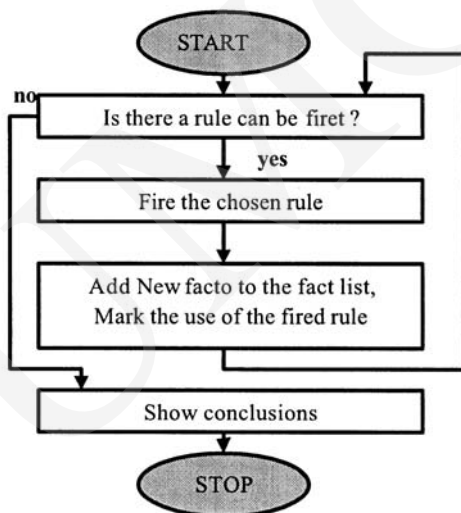 START
no
Is there a rule can be firet ?
yes
Fire the chosen rule
Add New facto to the fact list,
Mark the use of the fired rule
Show conclusions
STOP